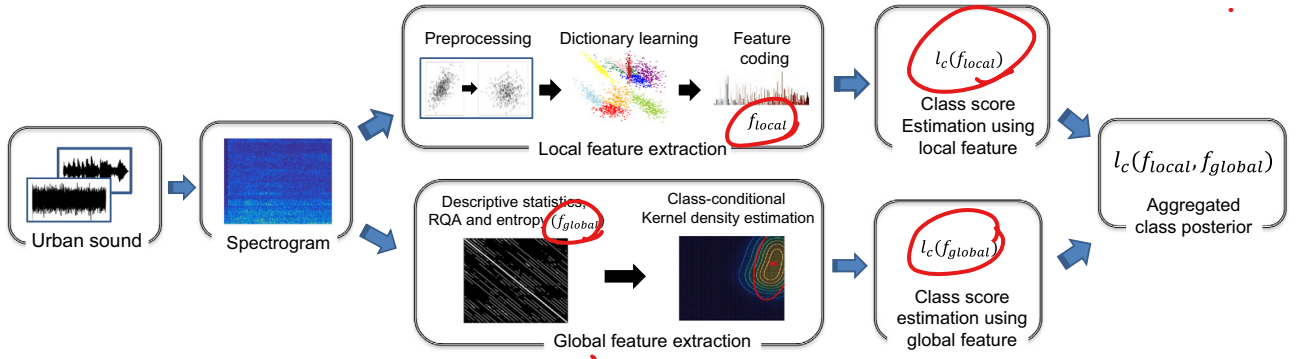 Urban sound
Spectrogram
Preprocessing
Dictionary learning
Feature
coding
f_local
Local feature extraction
Descriptive statistics,
RQA and entropy (f_global)
Class-conditional
Kernel density estimation
Global feature extraction
l_c(f_local)
Class score
Estimation using
local feature
l_c(f_global)
Class score
estimation using
global feature
l_c(f_local, f_global)
Aggregated
class posterior